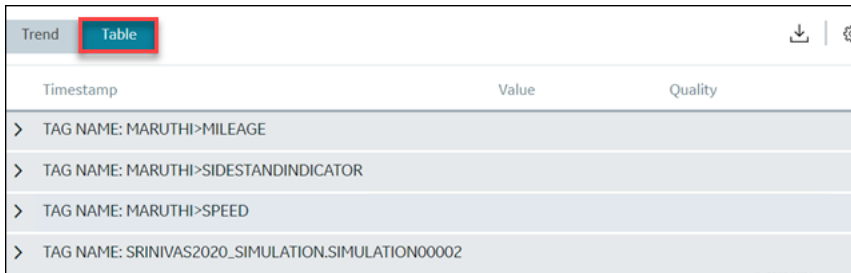 Trend Table
Timestamp Value Quality
TAG NAME: MARUTHI>MILEAGE
TAG NAME: MARUTHI>SIDESTANDINDICATOR
TAG NAME: MARUTHI>SPEED
TAG NAME: SRINIVAS2020_SIMULATION.SIMULATION00002